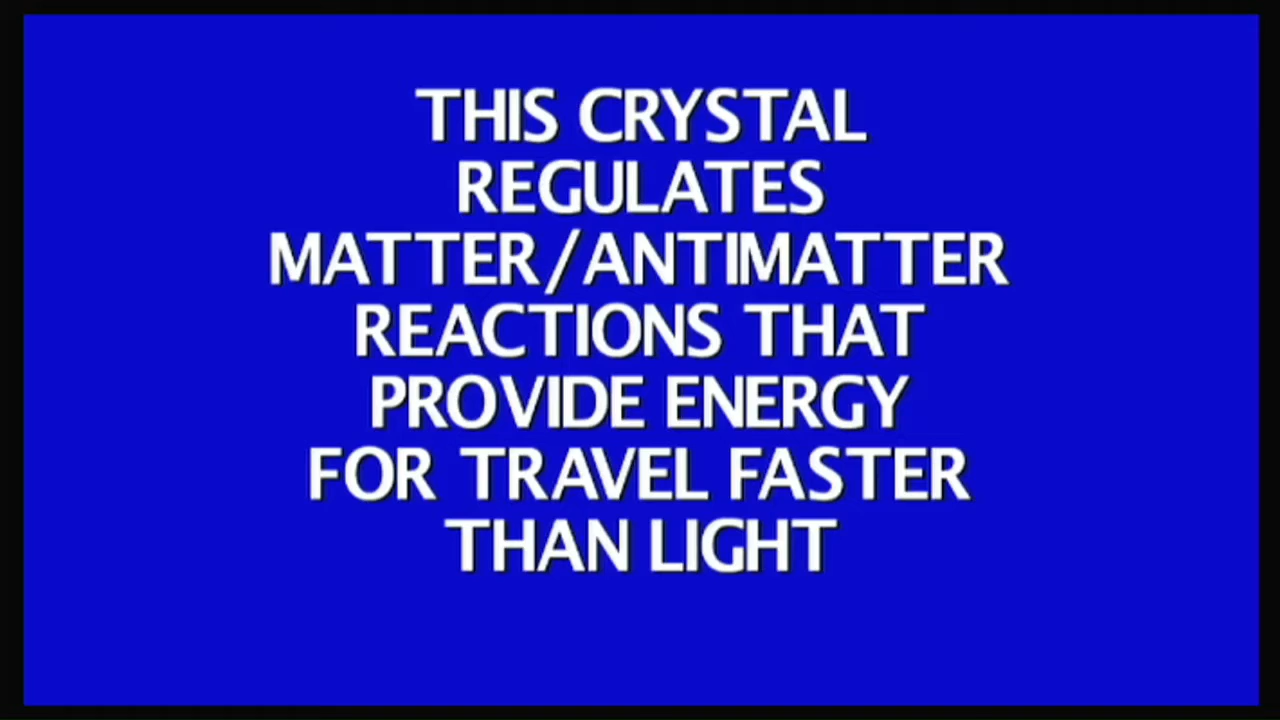 THIS CRYSTAL
REGULATES
MATTER/ANTIMATTER
REACTIONS THAT
PROVIDE ENERGY
FOR TRAVEL FASTER
THAN LIGHT